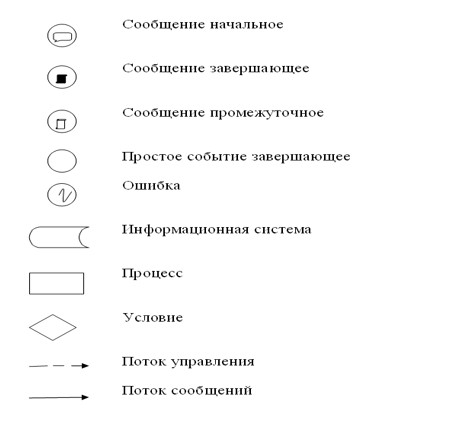 Сообщение начальное
Сообщение завершающее
Сообщение промежуточное
Простое событие завершающее
Ошибка
Информационная система
Процесс
Условие
Поток управления
Поток сообщений